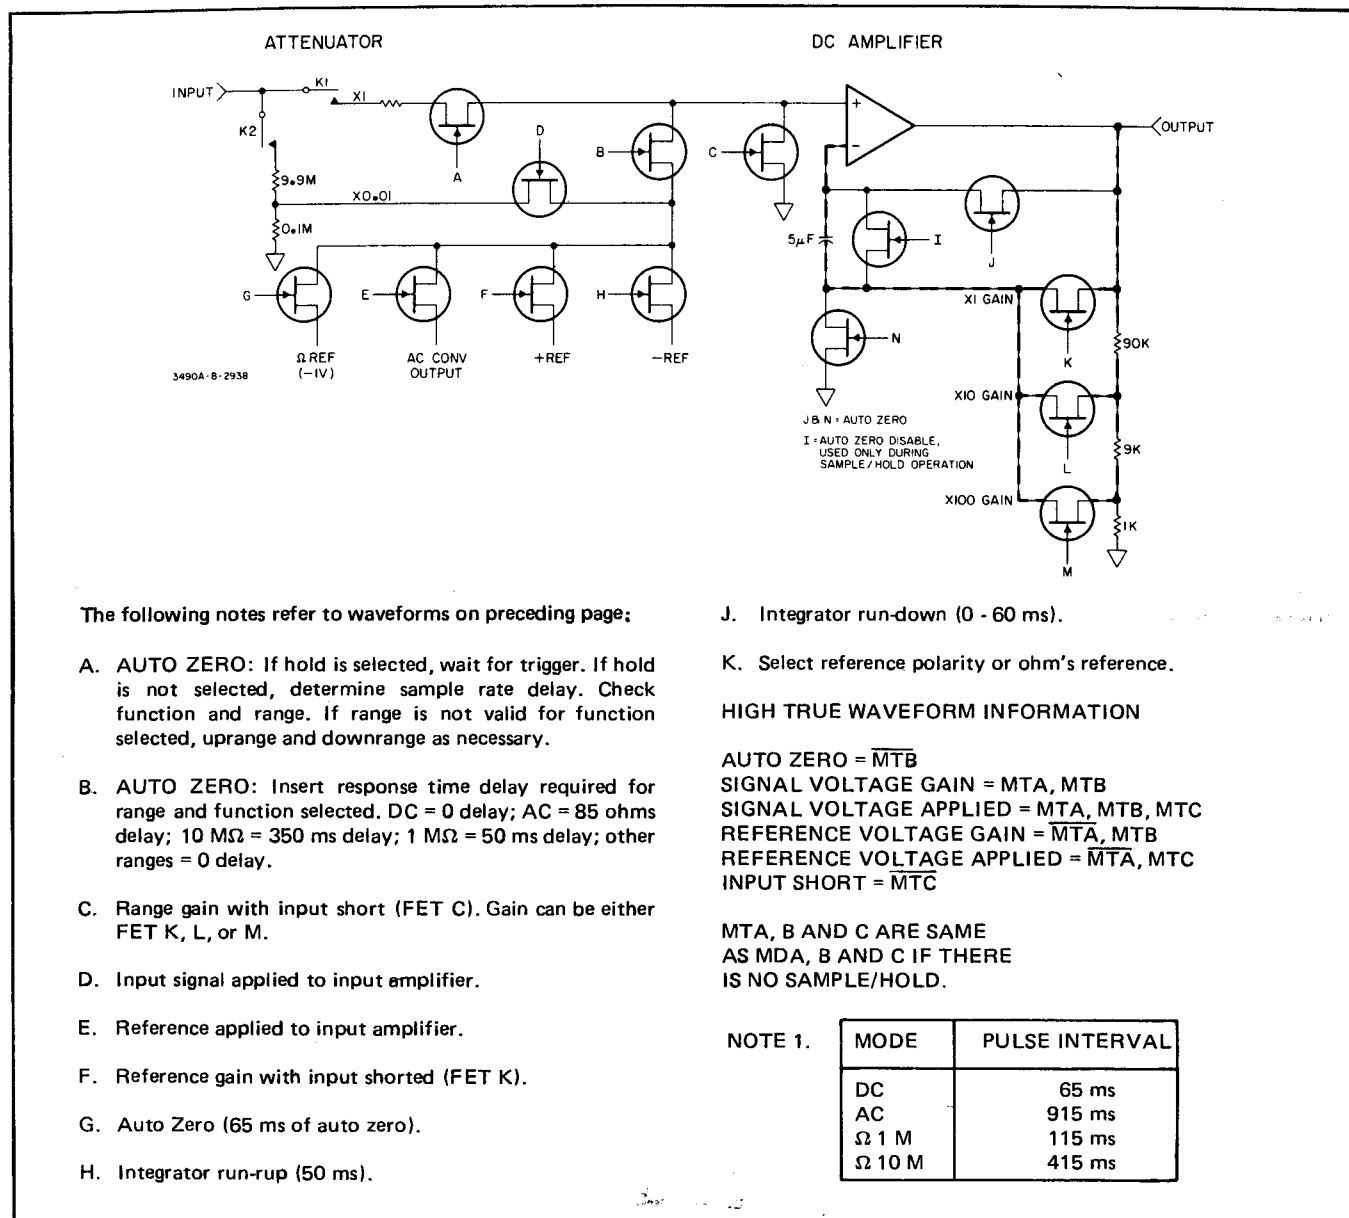 ATTENUATOR
DC AMPLIFIER
INPUT
K1
X1
K2
A
D
B
C
+
-
OUTPUT
9.9M
X0.01
0.1M
5µF
I
J
G
E
F
H
X1 GAIN
K
90K
N
Ω REF
(-1V)
AC CONV
OUTPUT
+REF
-REF
3490A-B-2938
X10 GAIN
L
9K
J & N = AUTO ZERO
I = AUTO ZERO DISABLE,
USED ONLY DURING
SAMPLE/HOLD OPERATION
X100 GAIN
1K
M
The following notes refer to waveforms on preceding page:
A. AUTO ZERO: If hold is selected, wait for trigger. If hold
is not selected, determine sample rate delay. Check
function and range. If range is not valid for function
selected, uprange and downrange as necessary.
B. AUTO ZERO: Insert response time delay required for
range and function selected. DC = 0 delay; AC = 85 ohms
delay; 10 MΩ = 350 ms delay; 1 MΩ = 50 ms delay; other
ranges = 0 delay.
C. Range gain with input short (FET C). Gain can be either
FET K, L, or M.
D. Input signal applied to input amplifier.
E. Reference applied to input amplifier.
F. Reference gain with input shorted (FET K).
G. Auto Zero (65 ms of auto zero).
H. Integrator run-rup (50 ms).
J. Integrator run-down (0 - 60 ms).
K. Select reference polarity or ohm's reference.
HIGH TRUE WAVEFORM INFORMATION
AUTO ZERO = M̅T̅B̅
SIGNAL VOLTAGE GAIN = MTA, MTB
SIGNAL VOLTAGE APPLIED = MTA, MTB, MTC
REFERENCE VOLTAGE GAIN = M̅T̅A̅, MTB
REFERENCE VOLTAGE APPLIED = M̅T̅A̅, MTC
INPUT SHORT = M̅T̅C̅
MTA, B AND C ARE SAME
AS MDA, B AND C IF THERE
IS NO SAMPLE/HOLD.
NOTE 1.
MODE PULSE INTERVAL
DC 65 ms
AC 915 ms
Ω 1 M 115 ms
Ω 10 M 415 ms